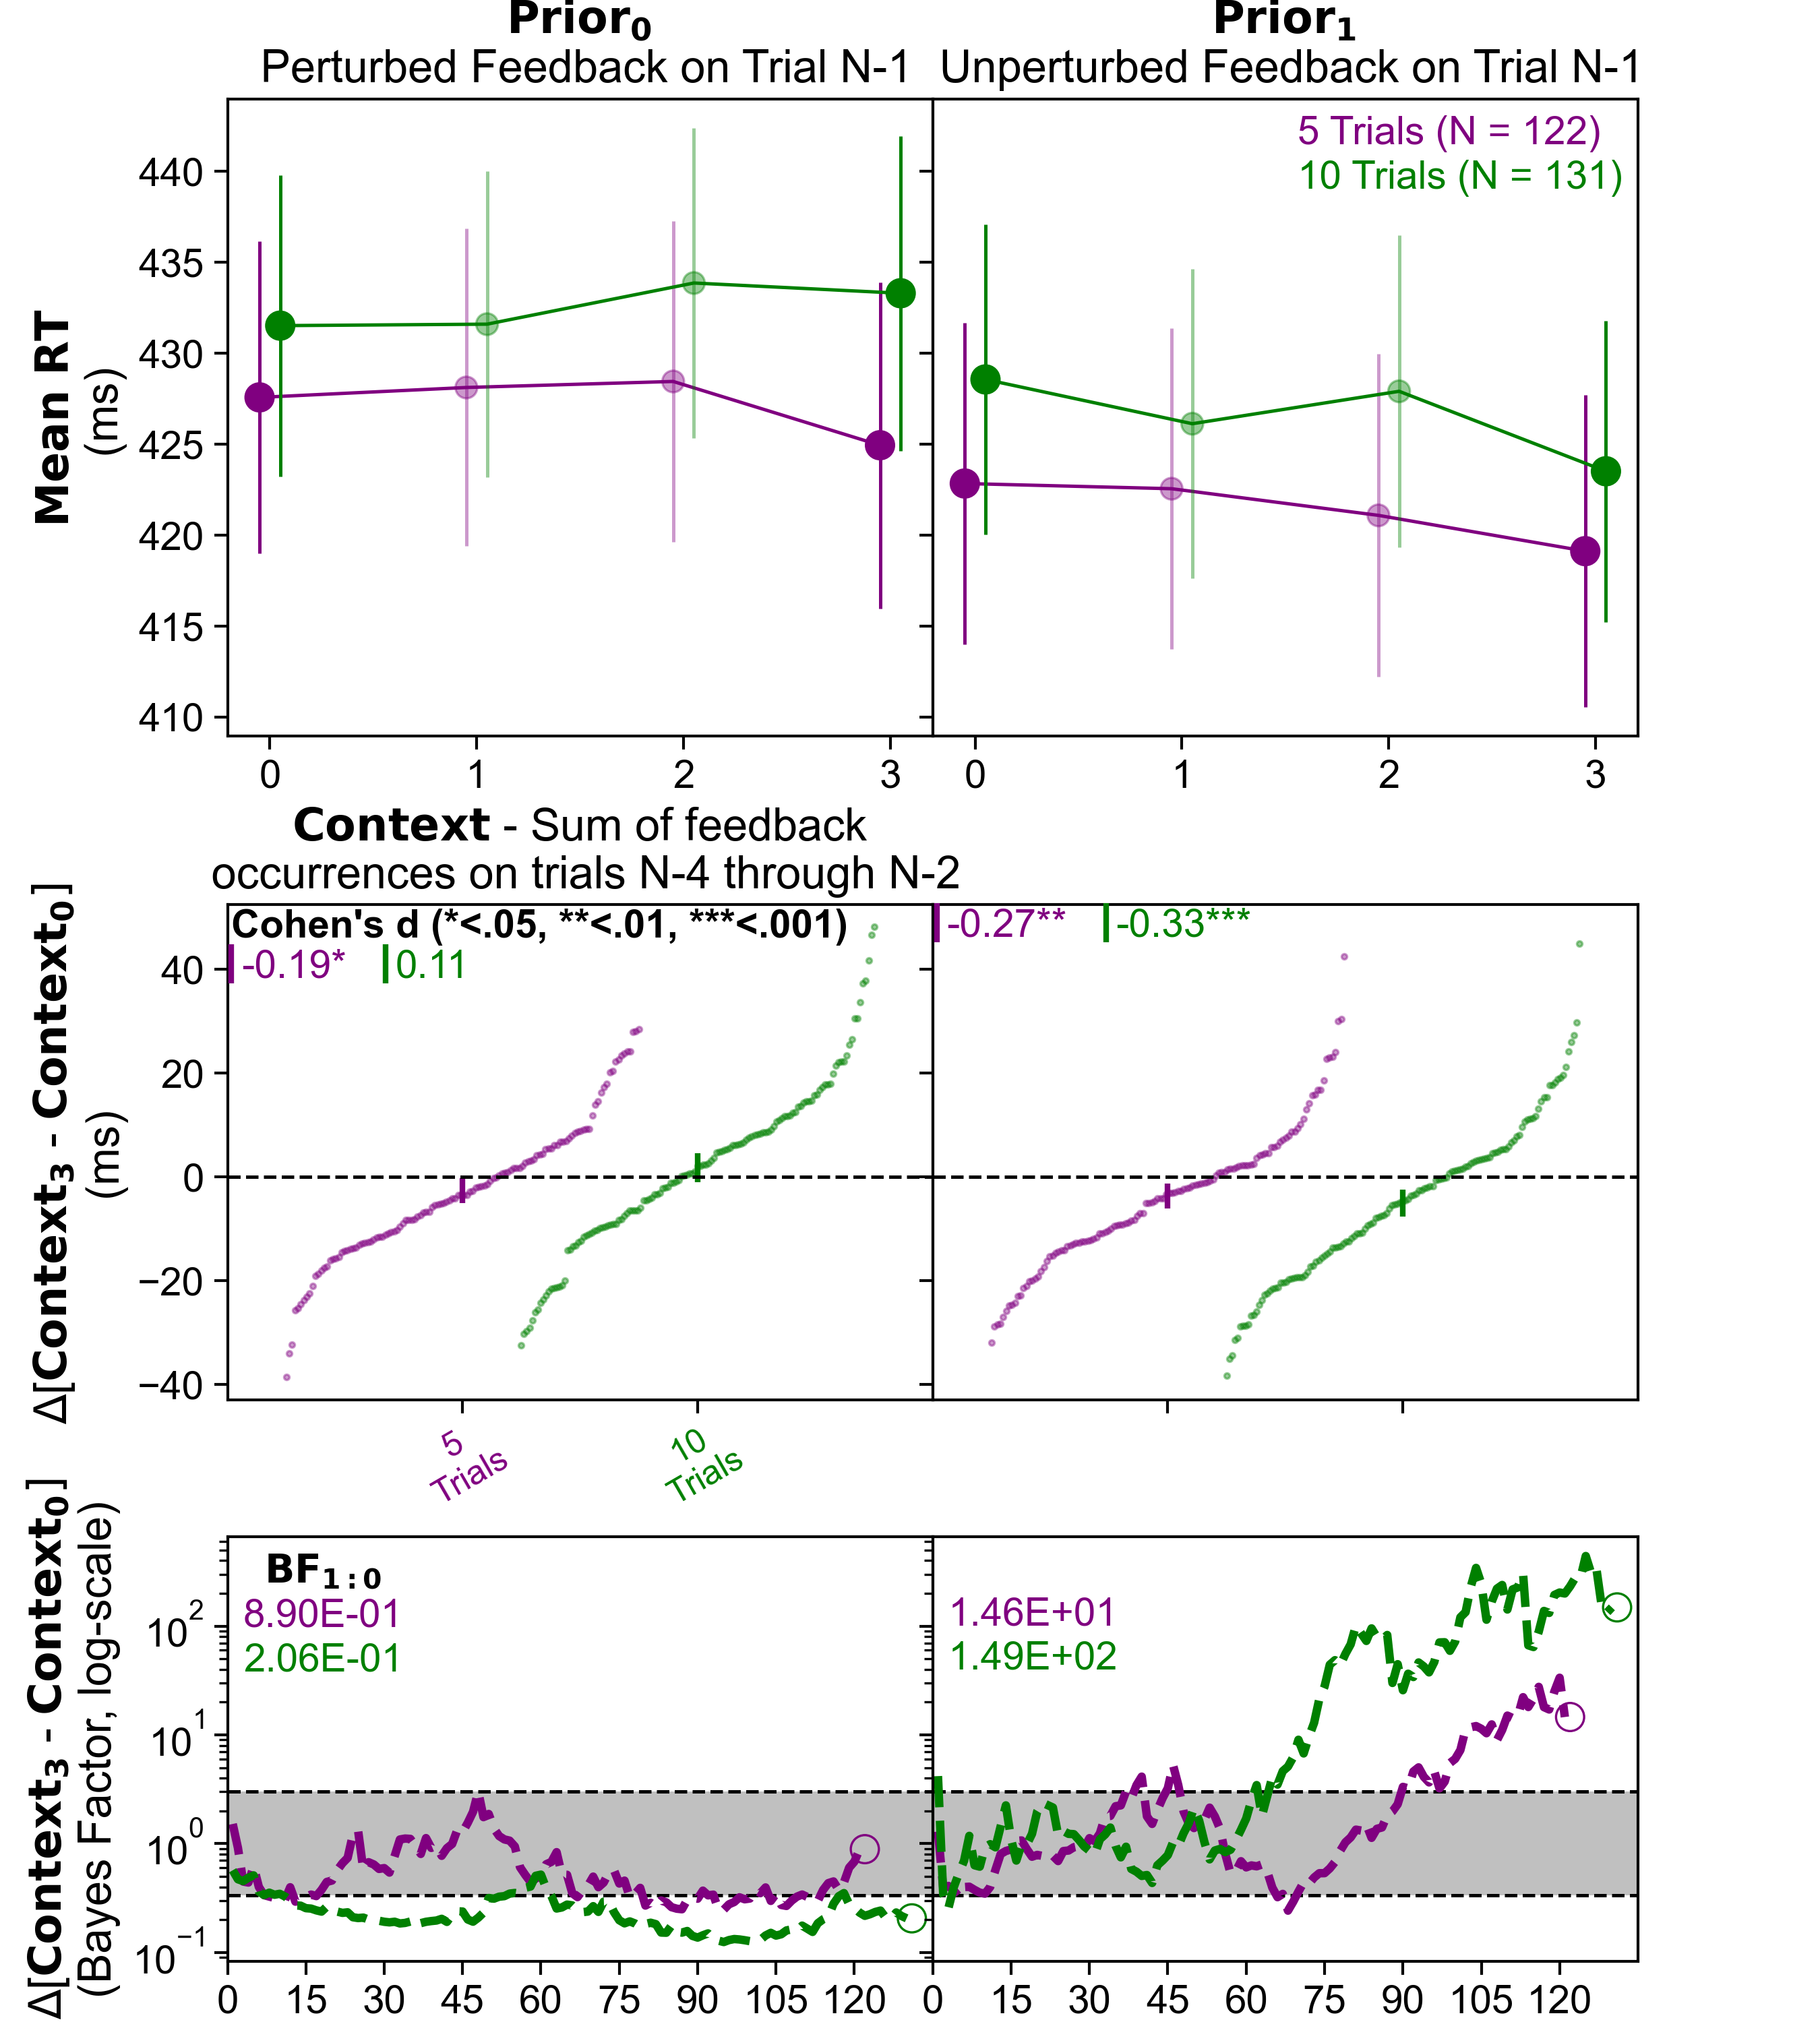 Prior0
Perturbed Feedback on Trial N-1
Prior1
Unperturbed Feedback on Trial N-1
5 Trials (N = 122)
10 Trials (N = 131)
Mean RT
(ms)
440
435
430
425
420
415
410
0 1 2 3
0 1 2 3
Context - Sum of feedback
occurrences on trials N-4 through N-2
Δ[Context3 - Context0]
(ms)
Cohen's d (*<.05, **<.01, ***<.001)
-0.19* 0.11
-0.27** -0.33***
40
20
0
−20
−40
5
Trials
10
Trials
Δ[Context3 - Context0]
(Bayes Factor, log-scale)
BF1:0
8.90E-01
2.06E-01
1.46E+01
1.49E+02
10^2
10^1
10^0
10^−1
0 15 30 45 60 75 90 105 120
0 15 30 45 60 75 90 105 120